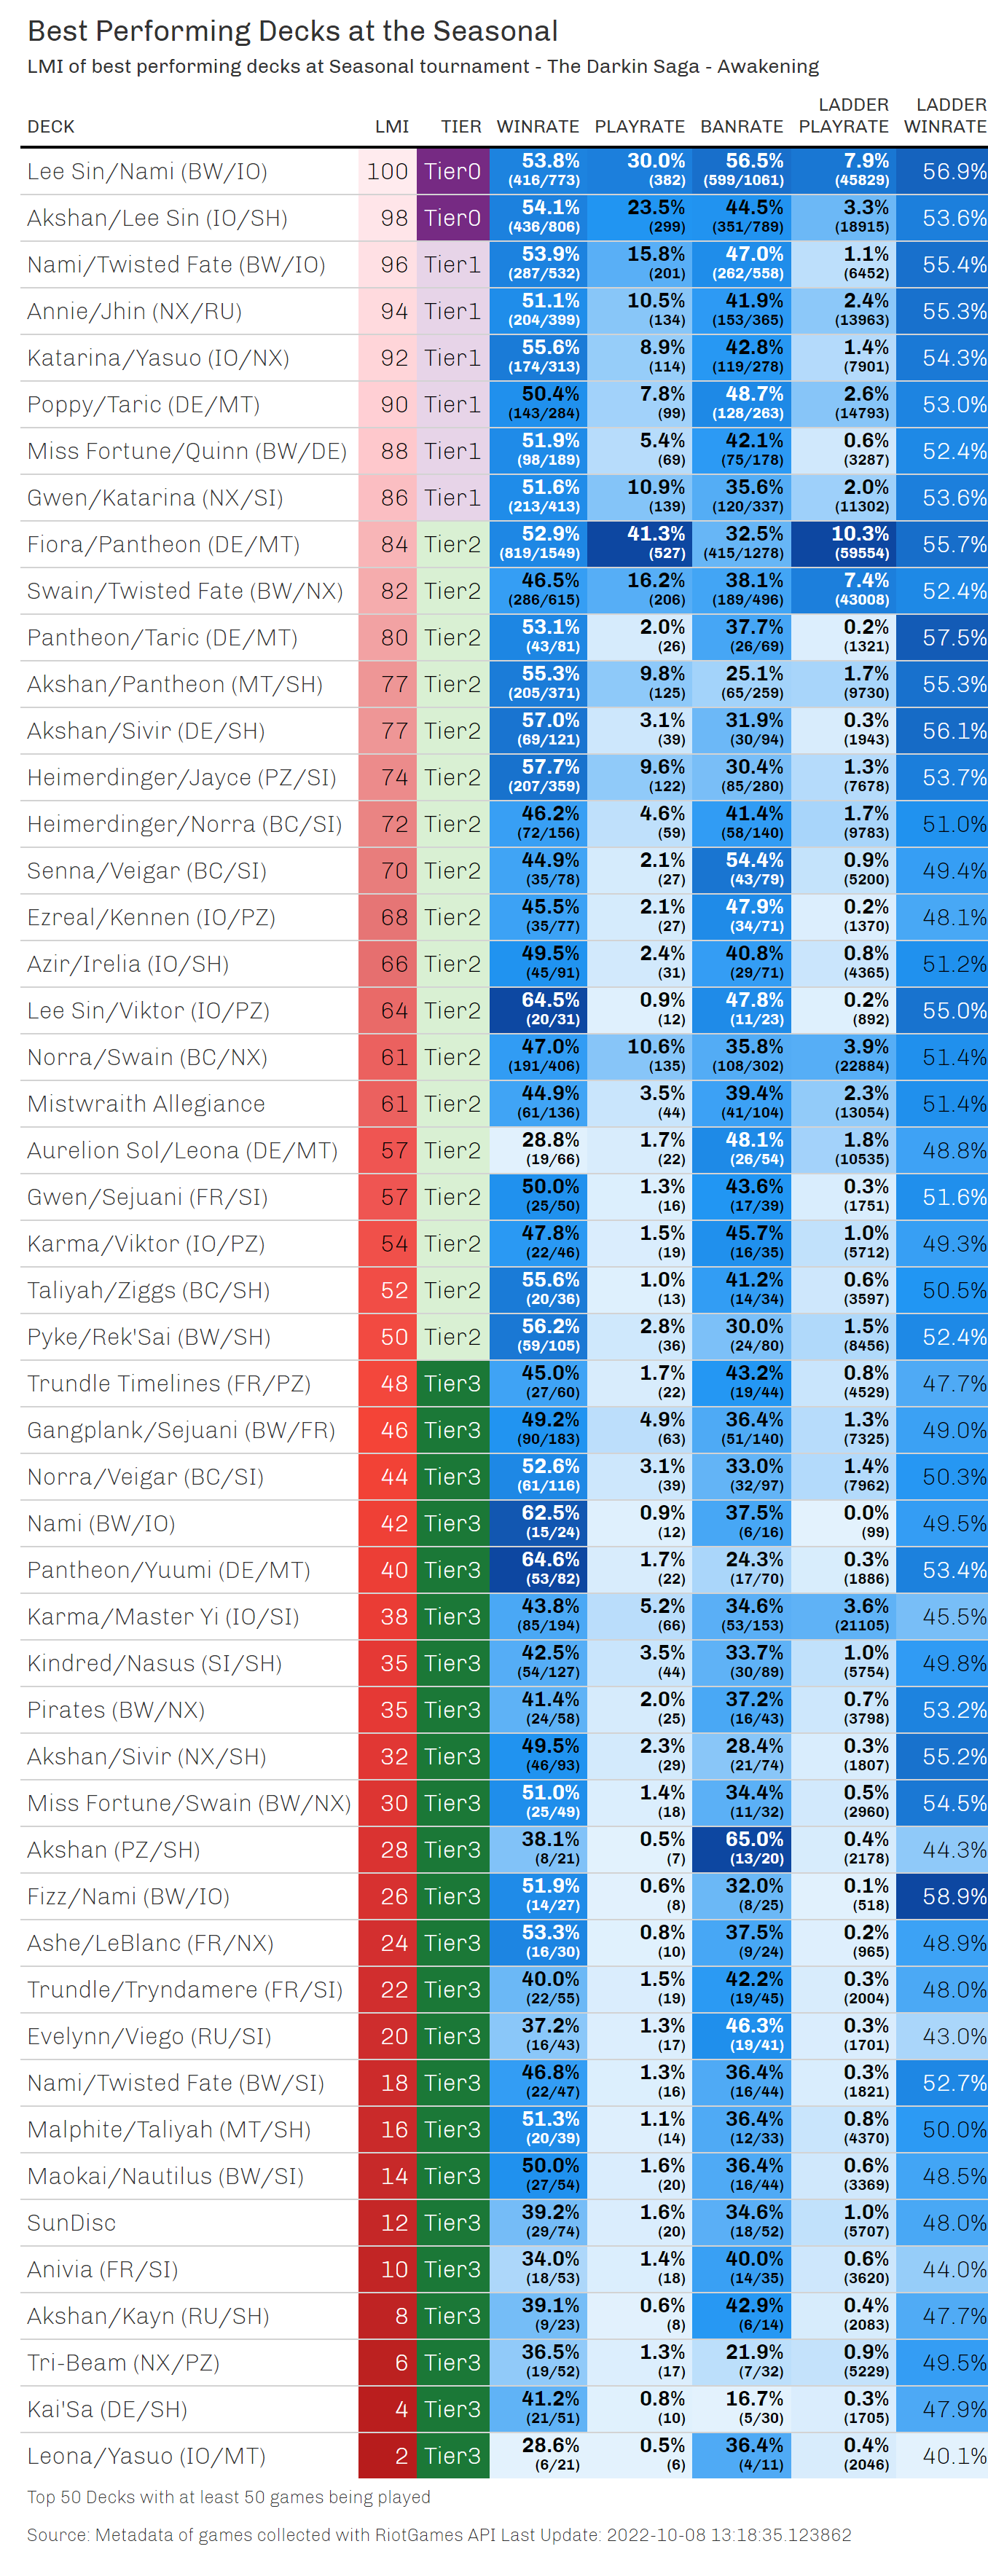 Best Performing Decks at the Seasonal
LMI of best performing decks at Seasonal tournament - The Darkin Saga - Awakening
DECK LMI TIER WINRATE PLAYRATE BANRATE LADDER PLAYRATE LADDER WINRATE
Lee Sin/Nami (BW/IO) 100 Tier0 53.8% (416/773) 30.0% (382) 56.5% (599/1061) 7.9% (45829) 56.9%
Akshan/Lee Sin (IO/SH) 98 Tier0 54.1% (436/806) 23.5% (299) 44.5% (351/789) 3.3% (18915) 53.6%
Nami/Twisted Fate (BW/IO) 96 Tier1 53.9% (287/532) 15.8% (201) 47.0% (262/558) 1.1% (6452) 55.4%
Annie/Jhin (NX/RU) 94 Tier1 51.1% (204/399) 10.5% (134) 41.9% (153/365) 2.4% (13963) 55.3%
Katarina/Yasuo (IO/NX) 92 Tier1 55.6% (174/313) 8.9% (114) 42.8% (119/278) 1.4% (7901) 54.3%
Poppy/Taric (DE/MT) 90 Tier1 50.4% (143/284) 7.8% (99) 48.7% (128/263) 2.6% (14793) 53.0%
Miss Fortune/Quinn (BW/DE) 88 Tier1 51.9% (98/189) 5.4% (69) 42.1% (75/178) 0.6% (3287) 52.4%
Gwen/Katarina (NX/SI) 86 Tier1 51.6% (213/413) 10.9% (139) 35.6% (120/337) 2.0% (11302) 53.6%
Fiora/Pantheon (DE/MT) 84 Tier2 52.9% (819/1549) 41.3% (527) 32.5% (415/1278) 10.3% (59554) 55.7%
Swain/Twisted Fate (BW/NX) 82 Tier2 46.5% (286/615) 16.2% (206) 38.1% (189/496) 7.4% (43008) 52.4%
Pantheon/Taric (DE/MT) 80 Tier2 53.1% (43/81) 2.0% (26) 37.7% (26/69) 0.2% (1321) 57.5%
Akshan/Pantheon (MT/SH) 77 Tier2 55.3% (205/371) 9.8% (125) 25.1% (65/259) 1.7% (9730) 55.3%
Akshan/Sivir (DE/SH) 77 Tier2 57.0% (69/121) 3.1% (39) 31.9% (30/94) 0.3% (1943) 56.1%
Heimerdinger/Jayce (PZ/SI) 74 Tier2 57.7% (207/359) 9.6% (122) 30.4% (85/280) 1.3% (7678) 53.7%
Heimerdinger/Norra (BC/SI) 72 Tier2 46.2% (72/156) 4.6% (59) 41.4% (58/140) 1.7% (9783) 51.0%
Senna/Veigar (BC/SI) 70 Tier2 44.9% (35/78) 2.1% (27) 54.4% (43/79) 0.9% (5200) 49.4%
Ezreal/Kennen (IO/PZ) 68 Tier2 45.5% (35/77) 2.1% (27) 47.9% (34/71) 0.2% (1370) 48.1%
Azir/Irelia (IO/SH) 66 Tier2 49.5% (45/91) 2.4% (31) 40.8% (29/71) 0.8% (4365) 51.2%
Lee Sin/Viktor (IO/PZ) 64 Tier2 64.5% (20/31) 0.9% (12) 47.8% (11/23) 0.2% (892) 55.0%
Norra/Swain (BC/NX) 61 Tier2 47.0% (191/406) 10.6% (135) 35.8% (108/302) 3.9% (22884) 51.4%
Mistwraith Allegiance 61 Tier2 44.9% (61/136) 3.5% (44) 39.4% (41/104) 2.3% (13054) 51.4%
Aurelion Sol/Leona (DE/MT) 57 Tier2 28.8% (19/66) 1.7% (22) 48.1% (26/54) 1.8% (10535) 48.8%
Gwen/Sejuani (FR/SI) 57 Tier2 50.0% (25/50) 1.3% (16) 43.6% (17/39) 0.3% (1751) 51.6%
Karma/Viktor (IO/PZ) 54 Tier2 47.8% (22/46) 1.5% (19) 45.7% (16/35) 1.0% (5712) 49.3%
Taliyah/Ziggs (BC/SH) 52 Tier2 55.6% (20/36) 1.0% (13) 41.2% (14/34) 0.6% (3597) 50.5%
Pyke/Rek'Sai (BW/SH) 50 Tier2 56.2% (59/105) 2.8% (36) 30.0% (24/80) 1.5% (8456) 52.4%
Trundle Timelines (FR/PZ) 48 Tier3 45.0% (27/60) 1.7% (22) 43.2% (19/44) 0.8% (4529) 47.7%
Gangplank/Sejuani (BW/FR) 46 Tier3 49.2% (90/183) 4.9% (63) 36.4% (51/140) 1.3% (7325) 49.0%
Norra/Veigar (BC/SI) 44 Tier3 52.6% (61/116) 3.1% (39) 33.0% (32/97) 1.4% (7962) 50.3%
Nami (BW/IO) 42 Tier3 62.5% (15/24) 0.9% (12) 37.5% (6/16) 0.0% (99) 49.5%
Pantheon/Yuumi (DE/MT) 40 Tier3 64.6% (53/82) 1.7% (22) 24.3% (17/70) 0.3% (1886) 53.4%
Karma/Master Yi (IO/SI) 38 Tier3 43.8% (85/194) 5.2% (66) 34.6% (53/153) 3.6% (21105) 45.5%
Kindred/Nasus (SI/SH) 35 Tier3 42.5% (54/127) 3.5% (44) 33.7% (30/89) 1.0% (5754) 49.8%
Pirates (BW/NX) 35 Tier3 41.4% (24/58) 2.0% (25) 37.2% (16/43) 0.7% (3798) 53.2%
Akshan/Sivir (NX/SH) 32 Tier3 49.5% (46/93) 2.3% (29) 28.4% (21/74) 0.3% (1807) 55.2%
Miss Fortune/Swain (BW/NX) 30 Tier3 51.0% (25/49) 1.4% (18) 34.4% (11/32) 0.5% (2960) 54.5%
Akshan (PZ/SH) 28 Tier3 38.1% (8/21) 0.5% (7) 65.0% (13/20) 0.4% (2178) 44.3%
Fizz/Nami (BW/IO) 26 Tier3 51.9% (14/27) 0.6% (8) 32.0% (8/25) 0.1% (518) 58.9%
Ashe/LeBlanc (FR/NX) 24 Tier3 53.3% (16/30) 0.8% (10) 37.5% (9/24) 0.2% (965) 48.9%
Trundle/Tryndamere (FR/SI) 22 Tier3 40.0% (22/55) 1.5% (19) 42.2% (19/45) 0.3% (2004) 48.0%
Evelynn/Viego (RU/SI) 20 Tier3 37.2% (16/43) 1.3% (17) 46.3% (19/41) 0.3% (1701) 43.0%
Nami/Twisted Fate (BW/SI) 18 Tier3 46.8% (22/47) 1.3% (16) 36.4% (16/44) 0.3% (1821) 52.7%
Malphite/Taliyah (MT/SH) 16 Tier3 51.3% (20/39) 1.1% (14) 36.4% (12/33) 0.8% (4370) 50.0%
Maokai/Nautilus (BW/SI) 14 Tier3 50.0% (27/54) 1.6% (20) 36.4% (16/44) 0.6% (3369) 48.5%
SunDisc 12 Tier3 39.2% (29/74) 1.6% (20) 34.6% (18/52) 1.0% (5707) 48.0%
Anivia (FR/SI) 10 Tier3 34.0% (18/53) 1.4% (18) 40.0% (14/35) 0.6% (3620) 44.0%
Akshan/Kayn (RU/SH) 8 Tier3 39.1% (9/23) 0.6% (8) 42.9% (6/14) 0.4% (2083) 47.7%
Tri-Beam (NX/PZ) 6 Tier3 36.5% (19/52) 1.3% (17) 21.9% (7/32) 0.9% (5229) 49.5%
Kai'Sa (DE/SH) 4 Tier3 41.2% (21/51) 0.8% (10) 16.7% (5/30) 0.3% (1705) 47.9%
Leona/Yasuo (IO/MT) 2 Tier3 28.6% (6/21) 0.5% (6) 36.4% (4/11) 0.4% (2046) 40.1%
Top 50 Decks with at least 50 games being played
Source: Metadata of games collected with RiotGames API Last Update: 2022-10-08 13:18:35.123862